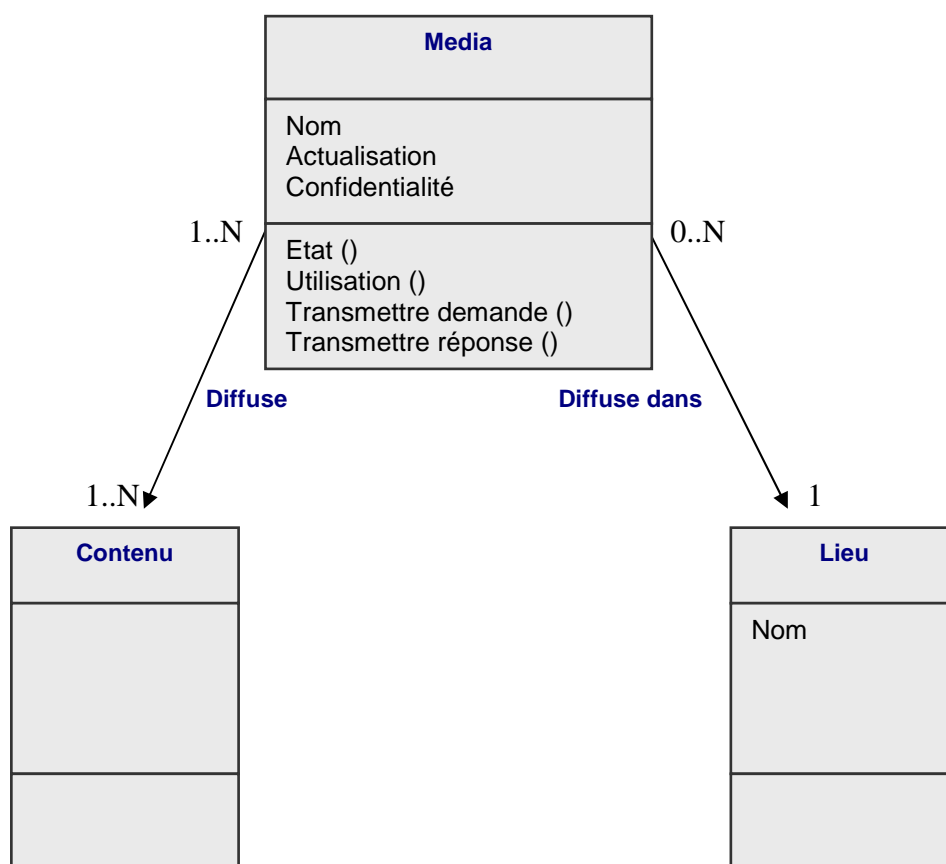 Media
Nom
Actualisation
Confidentialité
1..N
0..N
Etat ()
Utilisation ()
Transmettre demande ()
Transmettre réponse ()
Diffuse
Diffuse dans
1..N
1
Contenu
Lieu
Nom